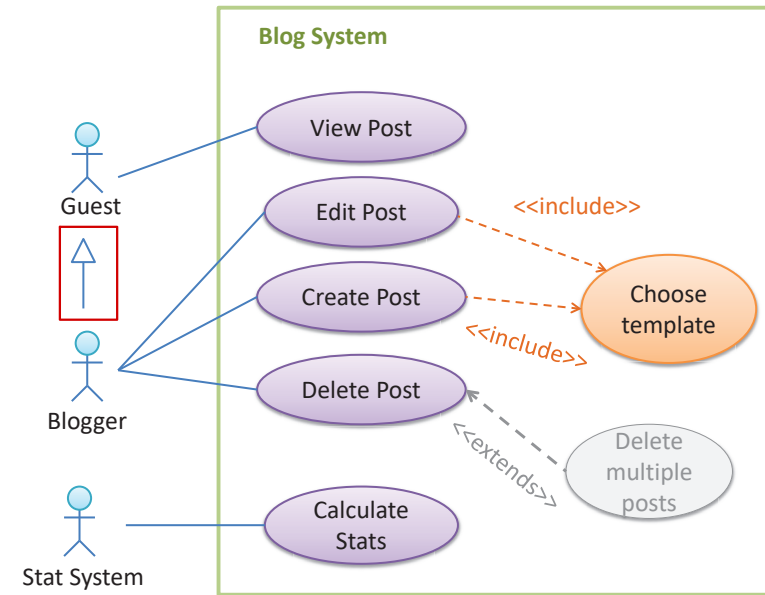 Blog System
View Post
Guest
Edit Post
<<include>>
Create Post
Choose
template
<<include>>
Blogger
Delete Post
<<extends>>
Delete
multiple
posts
Calculate
Stats
Stat System